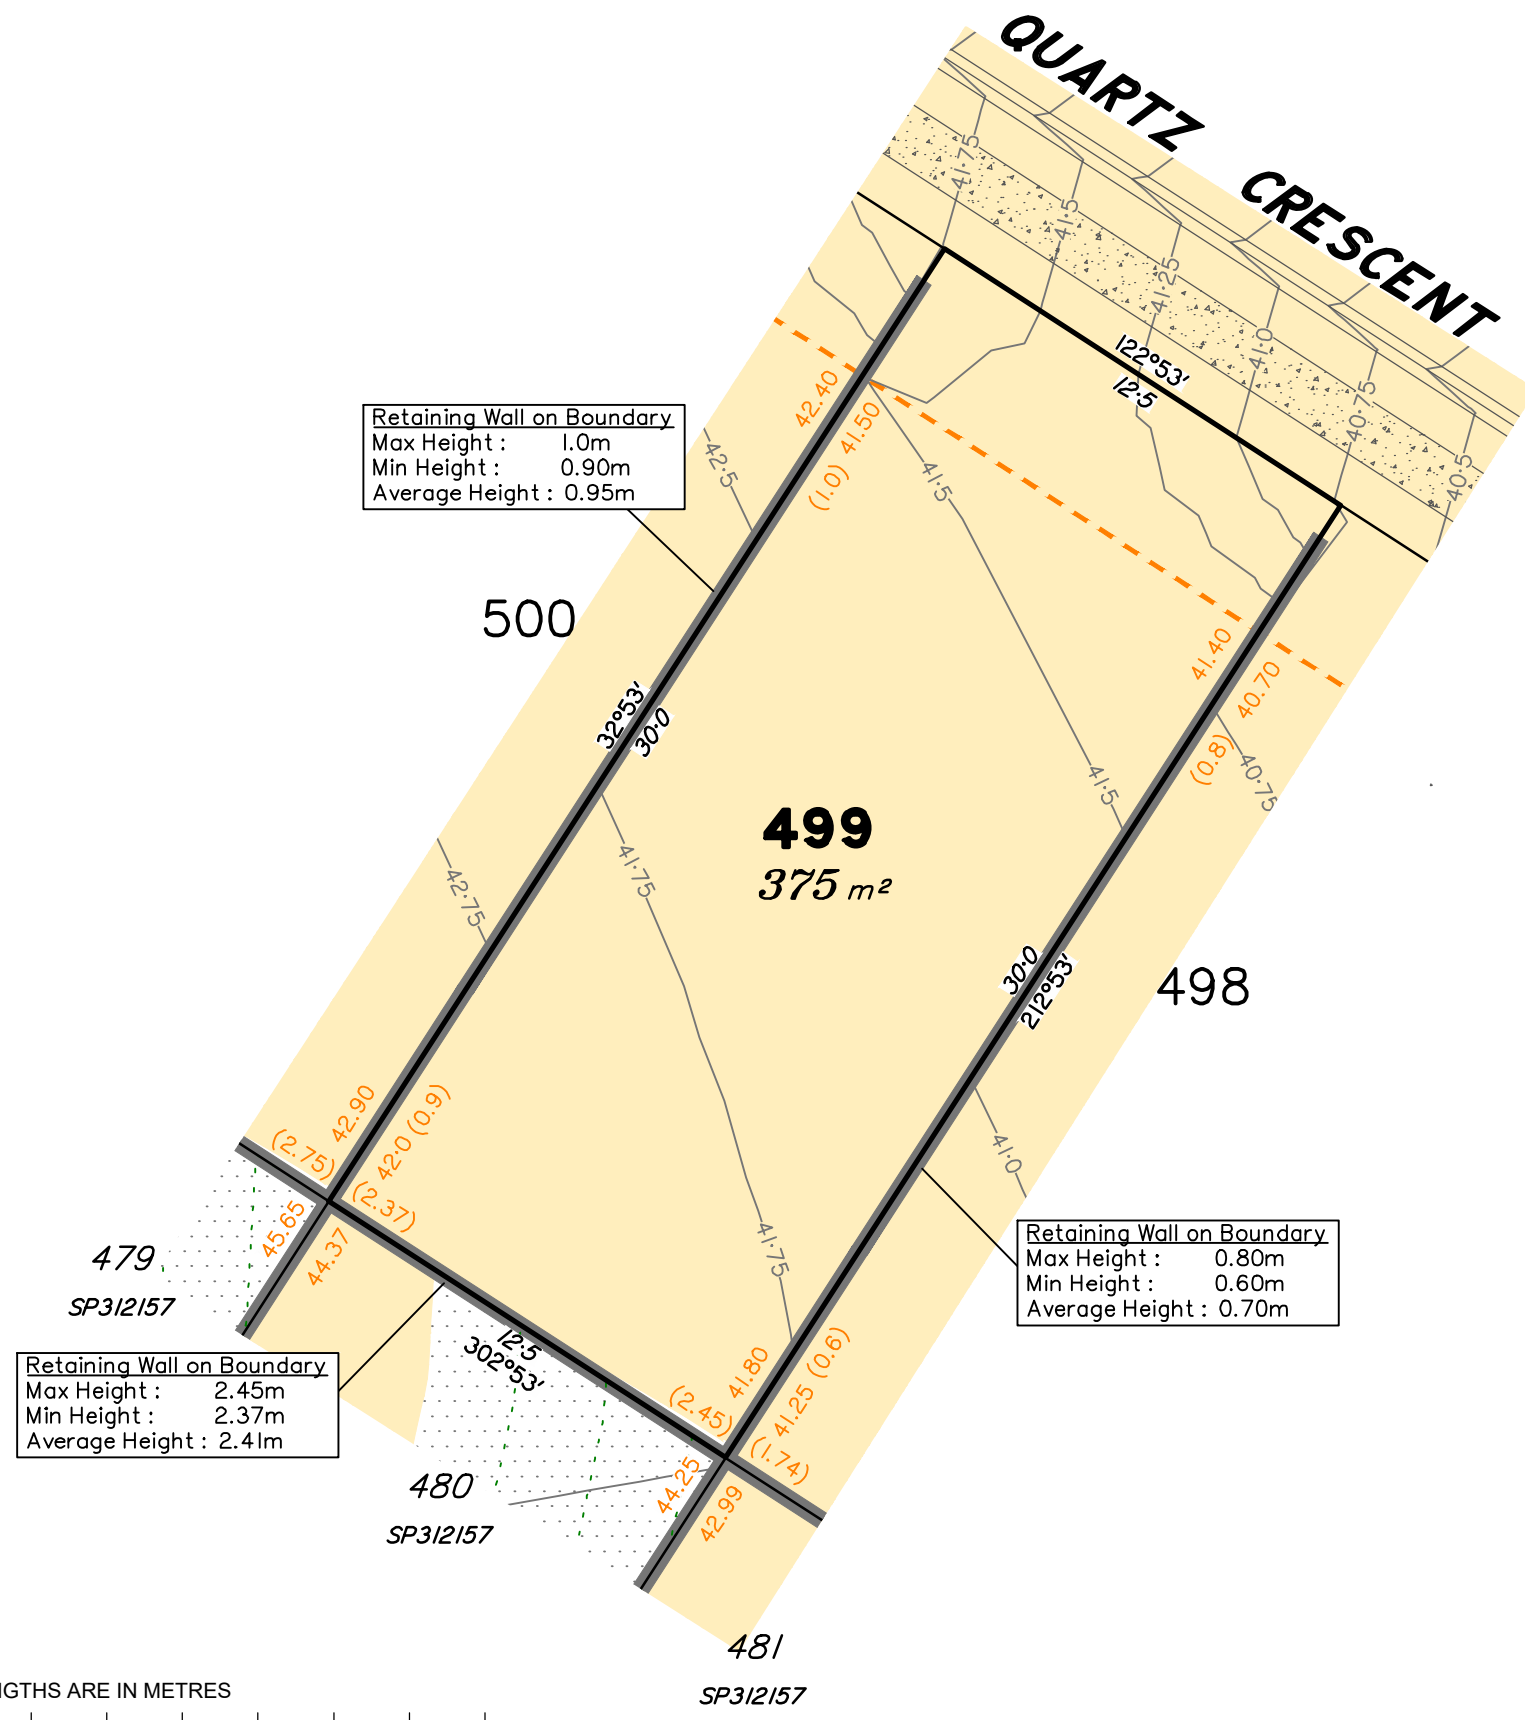 QUARTZ CRESCENT
41·75
41·5
41·25
41·0
40·75
40·5
122°53'
12·5
42.40
41.50
(1.0)
Retaining Wall on Boundary
Max Height : 1.0m
Min Height : 0.90m
Average Height : 0.95m
42·5
41·5
500
41.40
40.70
(0.8)
40·75
32°53'
30·0
41·5
499
375 m²
41·75
42·75
30·0
212°53'
498
42.90
42·0 (0.9)
(2.75)
(2.37)
41·0
45.65
44.37
479
SP312157
41·75
Retaining Wall on Boundary
Max Height : 0.80m
Min Height : 0.60m
Average Height : 0.70m
12·5
302°53'
Retaining Wall on Boundary
Max Height : 2.45m
Min Height : 2.37m
Average Height : 2.41m
41.80
41.25 (0.6)
(2.45)
(1.74)
44.25
42.99
480
SP312157
481
SP312157
NGTHS ARE IN METRES